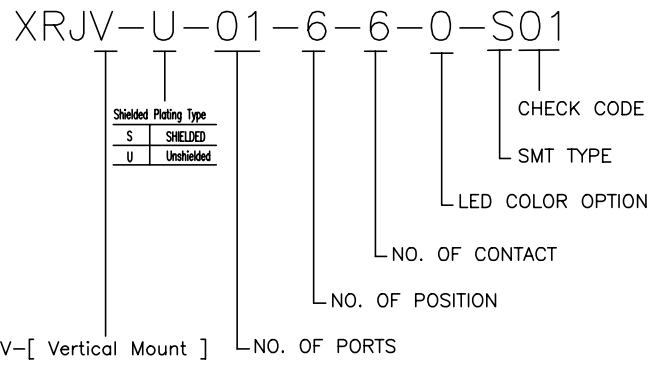 XRJV-U-01-6-6-0-S01
Shielded Plating Type
S SHIELDED
U Unshielded
CHECK CODE
SMT TYPE
LED COLOR OPTION
NO. OF CONTACT
NO. OF POSITION
V-[ Vertical Mount ]
NO. OF PORTS